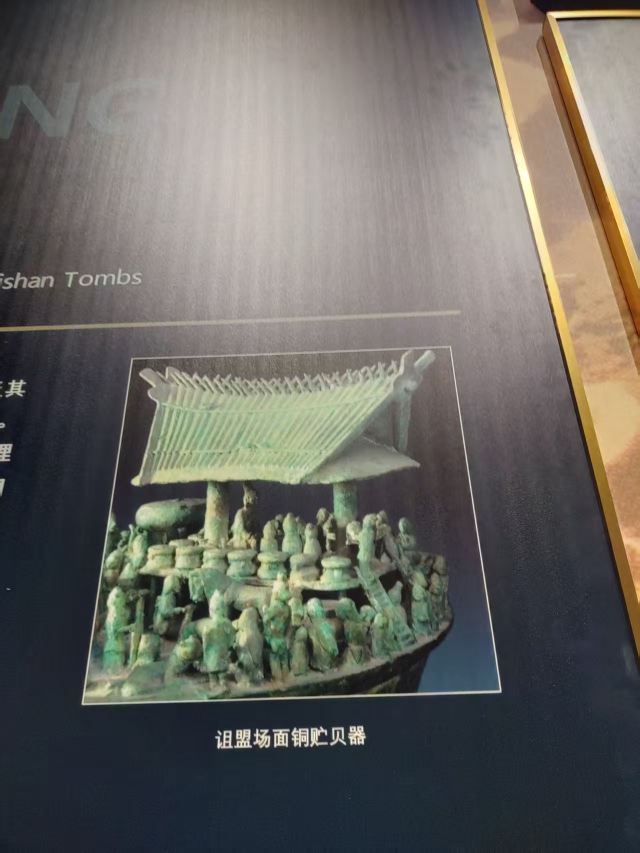 NG
ishan Tombs
其
。
理
诅盟场面铜贮贝器